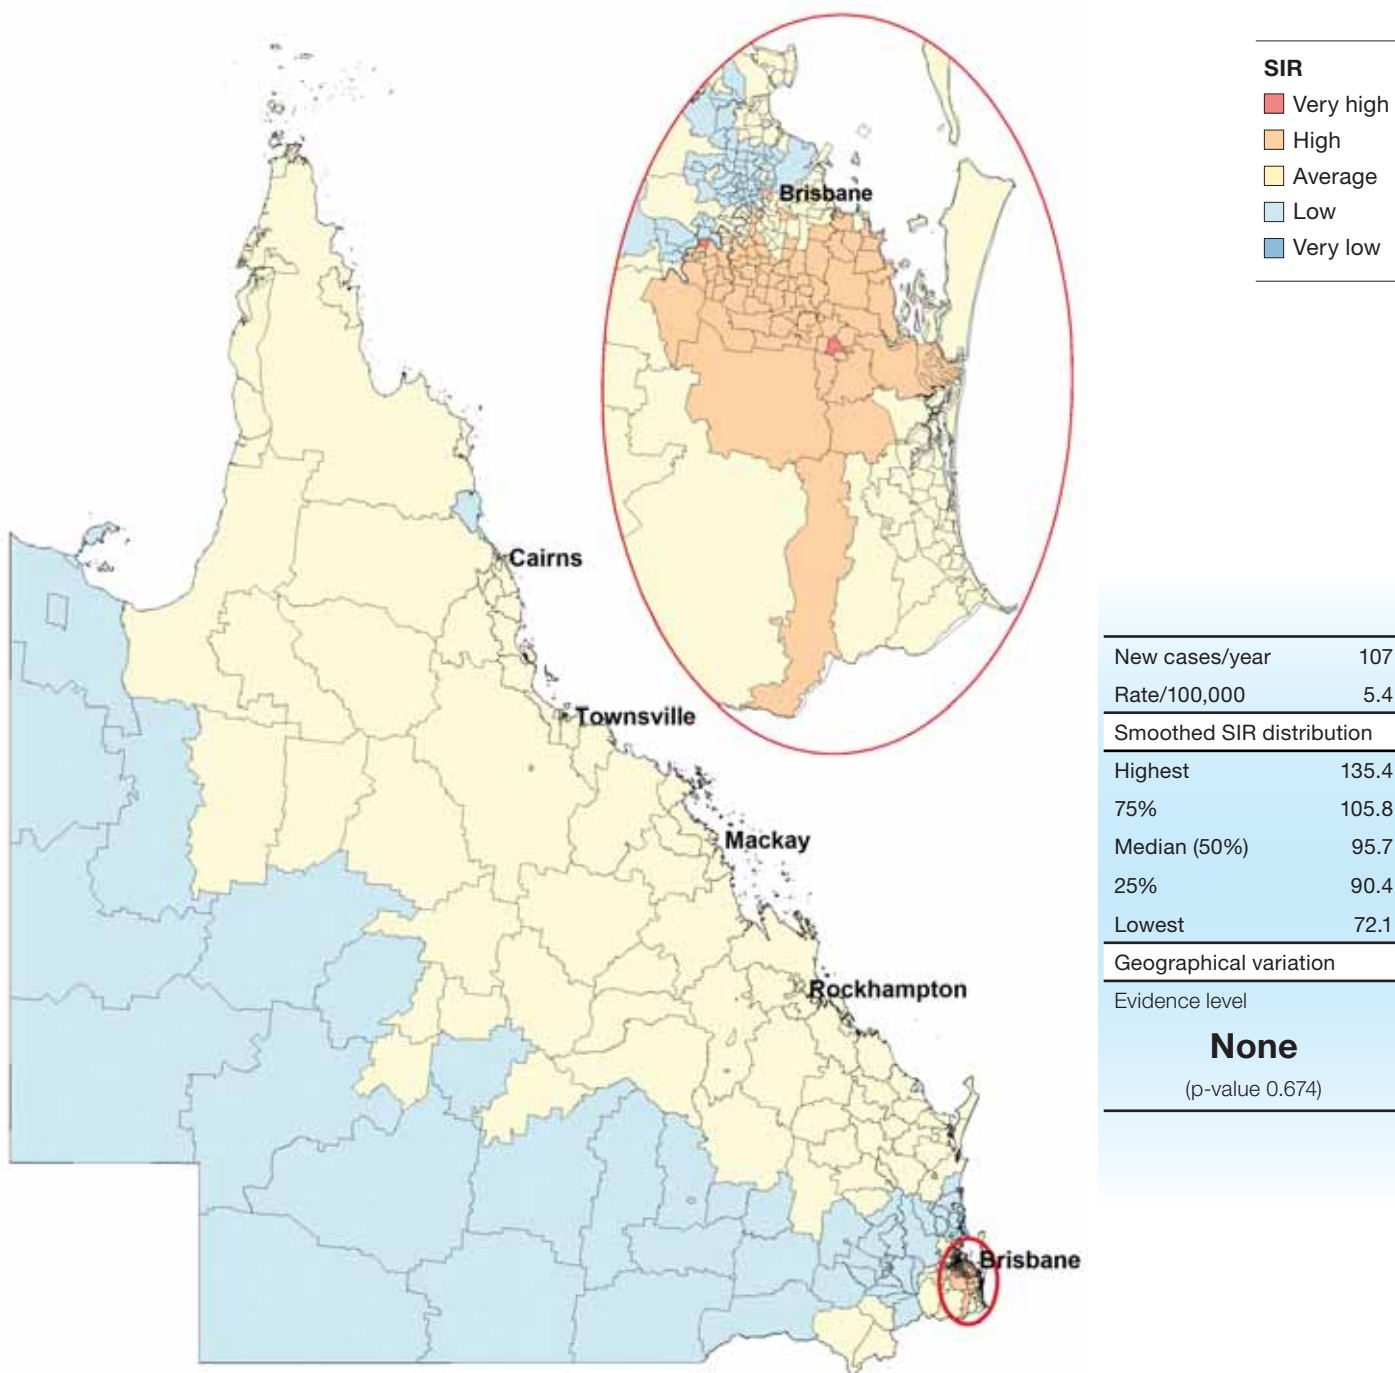 SIR
Very high
High
Average
Low
Very low
Brisbane
Cairns
Townsville
Mackay
Rockhampton
Brisbane
New cases/year 107
Rate/100,000 5.4
Smoothed SIR distribution
Highest 135.4
75% 105.8
Median (50%) 95.7
25% 90.4
Lowest 72.1
Geographical variation
Evidence level
None
(p-value 0.674)